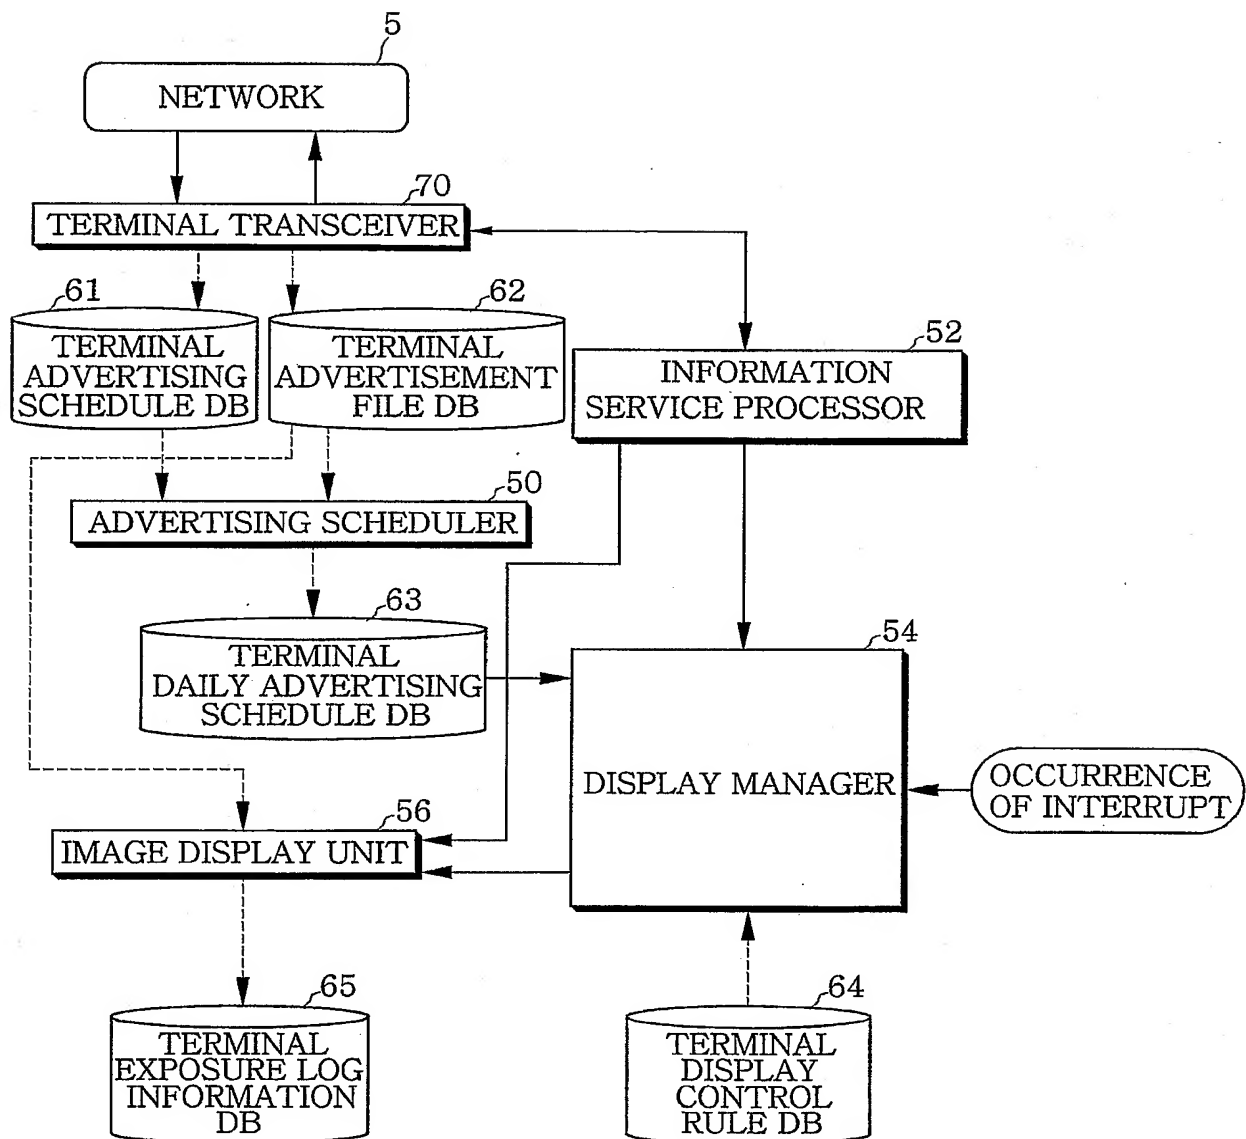 5
NETWORK
70
TERMINAL TRANSCEIVER
61
TERMINAL
ADVERTISING
SCHEDULE DB
62
TERMINAL
ADVERTISEMENT
FILE DB
52
INFORMATION
SERVICE PROCESSOR
50
ADVERTISING SCHEDULER
63
TERMINAL
DAILY ADVERTISING
SCHEDULE DB
54
DISPLAY MANAGER
OCCURRENCE
OF INTERRUPT
56
IMAGE DISPLAY UNIT
65
TERMINAL
EXPOSURE LOG
INFORMATION
DB
64
TERMINAL
DISPLAY
CONTROL
RULE DB